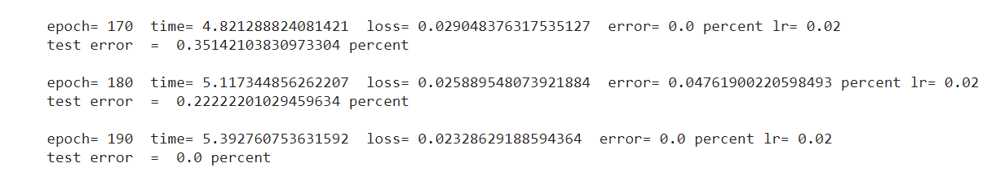 epoch= 170  time= 4.821288824081421  loss= 0.029048376317535127  error= 0.0 percent lr= 0.02
test error  =  0.35142103830973304 percent
epoch= 180  time= 5.117344856262207  loss= 0.025889548073921884  error= 0.04761900220598493 percent lr= 0.02
test error  =  0.22222201029459634 percent
epoch= 190  time= 5.392760753631592  loss= 0.02328629188594364  error= 0.0 percent lr= 0.02
test error  =  0.0 percent